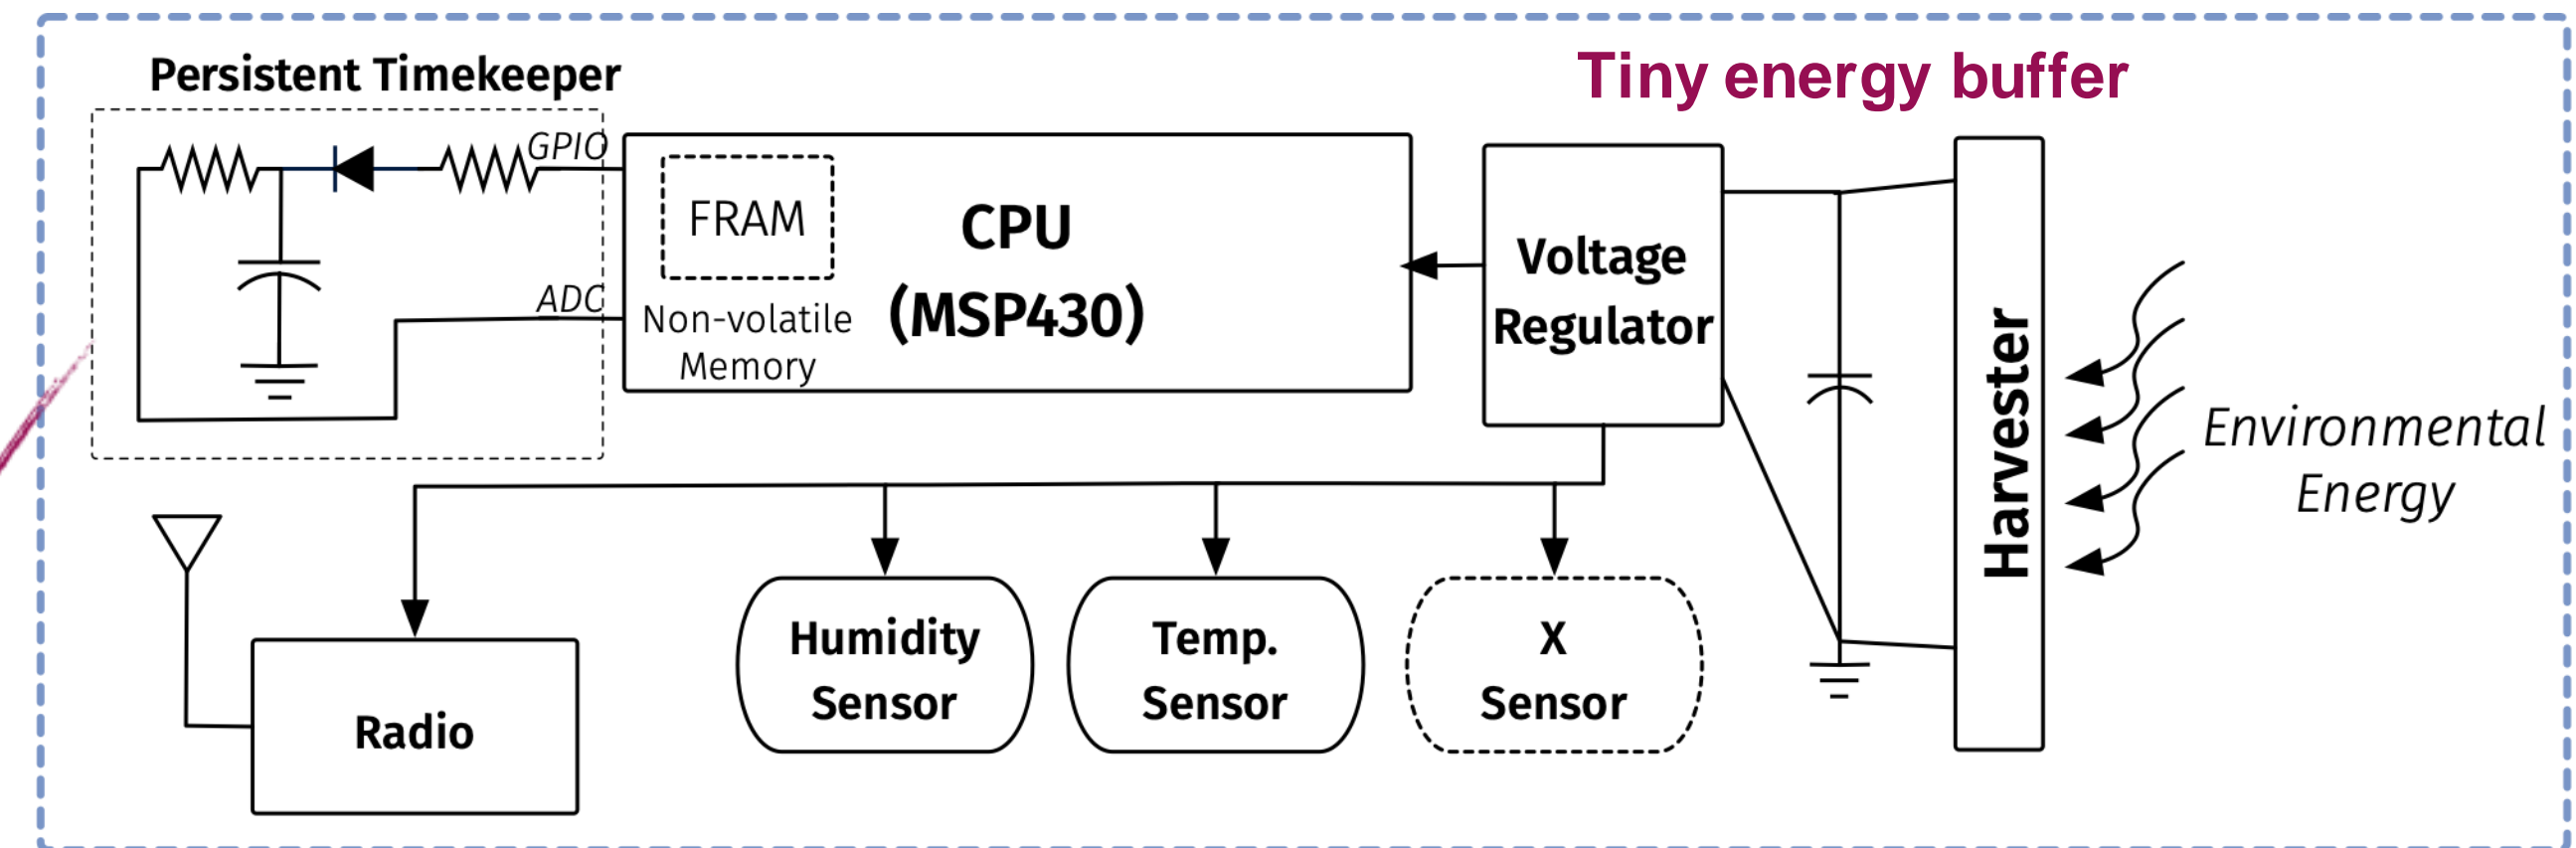 Persistent Timekeeper
Tiny energy buffer
GPIO
ADC
FRAM
Non-volatile
Memory
CPU
(MSP430)
Voltage
Regulator
Harvester
Environmental
Energy
Radio
Humidity
Sensor
Temp.
Sensor
X
Sensor